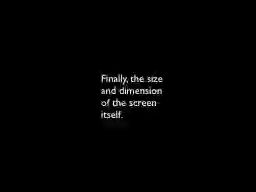 Finally, the size
and dimension
of the screen
itself.